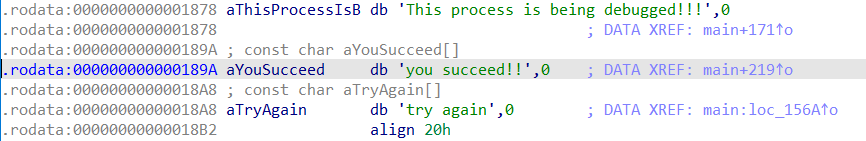 .rodata:0000000000001878 aThisProcessIsB db 'This process is being debugged!!!',0
.rodata:0000000000001878 ; DATA XREF: main+171↑o
.rodata:000000000000189A ; const char aYouSucceed[]
.rodata:000000000000189A aYouSucceed db 'you succeed!!',0 ; DATA XREF: main+219↑o
.rodata:00000000000018A8 ; const char aTryAgain[]
.rodata:00000000000018A8 aTryAgain db 'try again',0 ; DATA XREF: main:loc_156A↑o
.rodata:00000000000018B2 align 20h